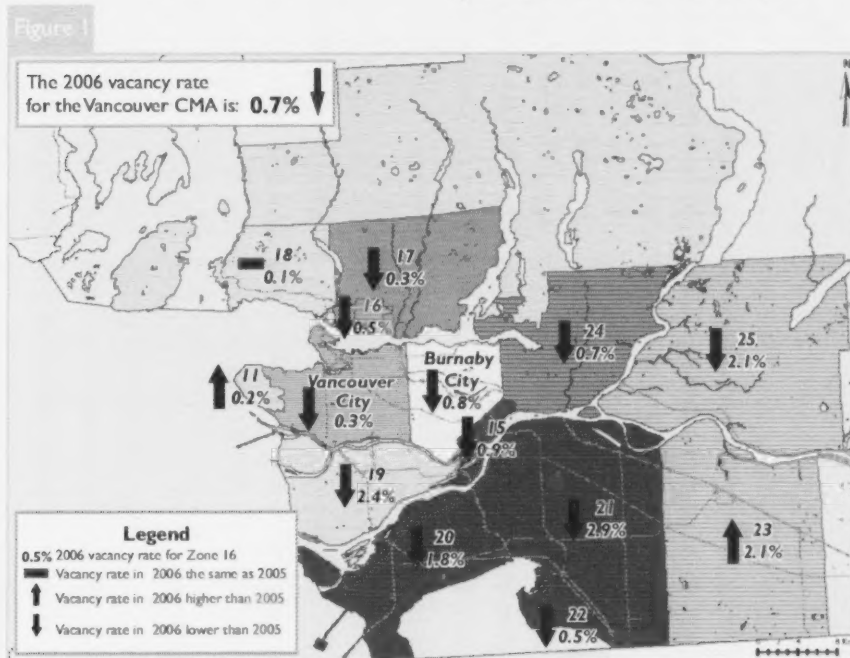 Figure 1
The 2006 vacancy rate
for the Vancouver CMA is: 0.7%
N
18
0.1%
17
0.3%
16
0.5%
24
0.7%
25
2.1%
11
0.2%
Vancouver
City
0.3%
Burnaby
City
0.8%
15
0.9%
19
2.4%
20
1.8%
21
2.9%
23
2.1%
22
0.5%
Legend
0.5% 2006 vacancy rate for Zone 16
Vacancy rate in 2006 the same as 2005
Vacancy rate in 2006 higher than 2005
Vacancy rate in 2006 lower than 2005